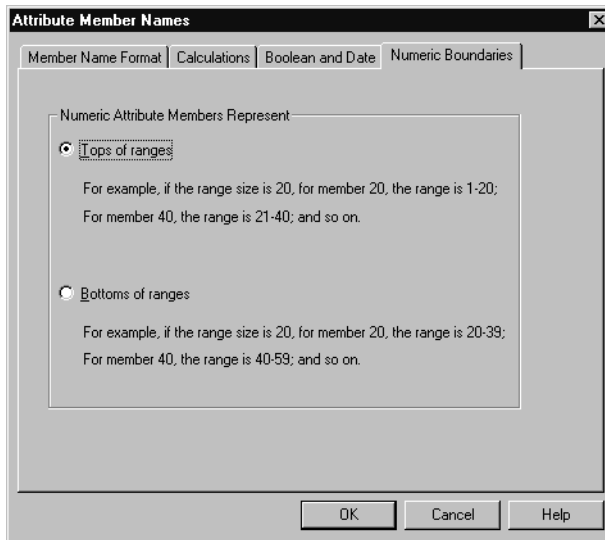 Attribute Member Names
Member Name Format Calculations Boolean and Date Numeric Boundaries
Numeric Attribute Members Represent
Tops of ranges
For example, if the range size is 20, for member 20, the range is 1-20;
For member 40, the range is 21-40; and so on.
Bottoms of ranges
For example, if the range size is 20, for member 20, the range is 20-39;
For member 40, the range is 40-59; and so on.
OK Cancel Help